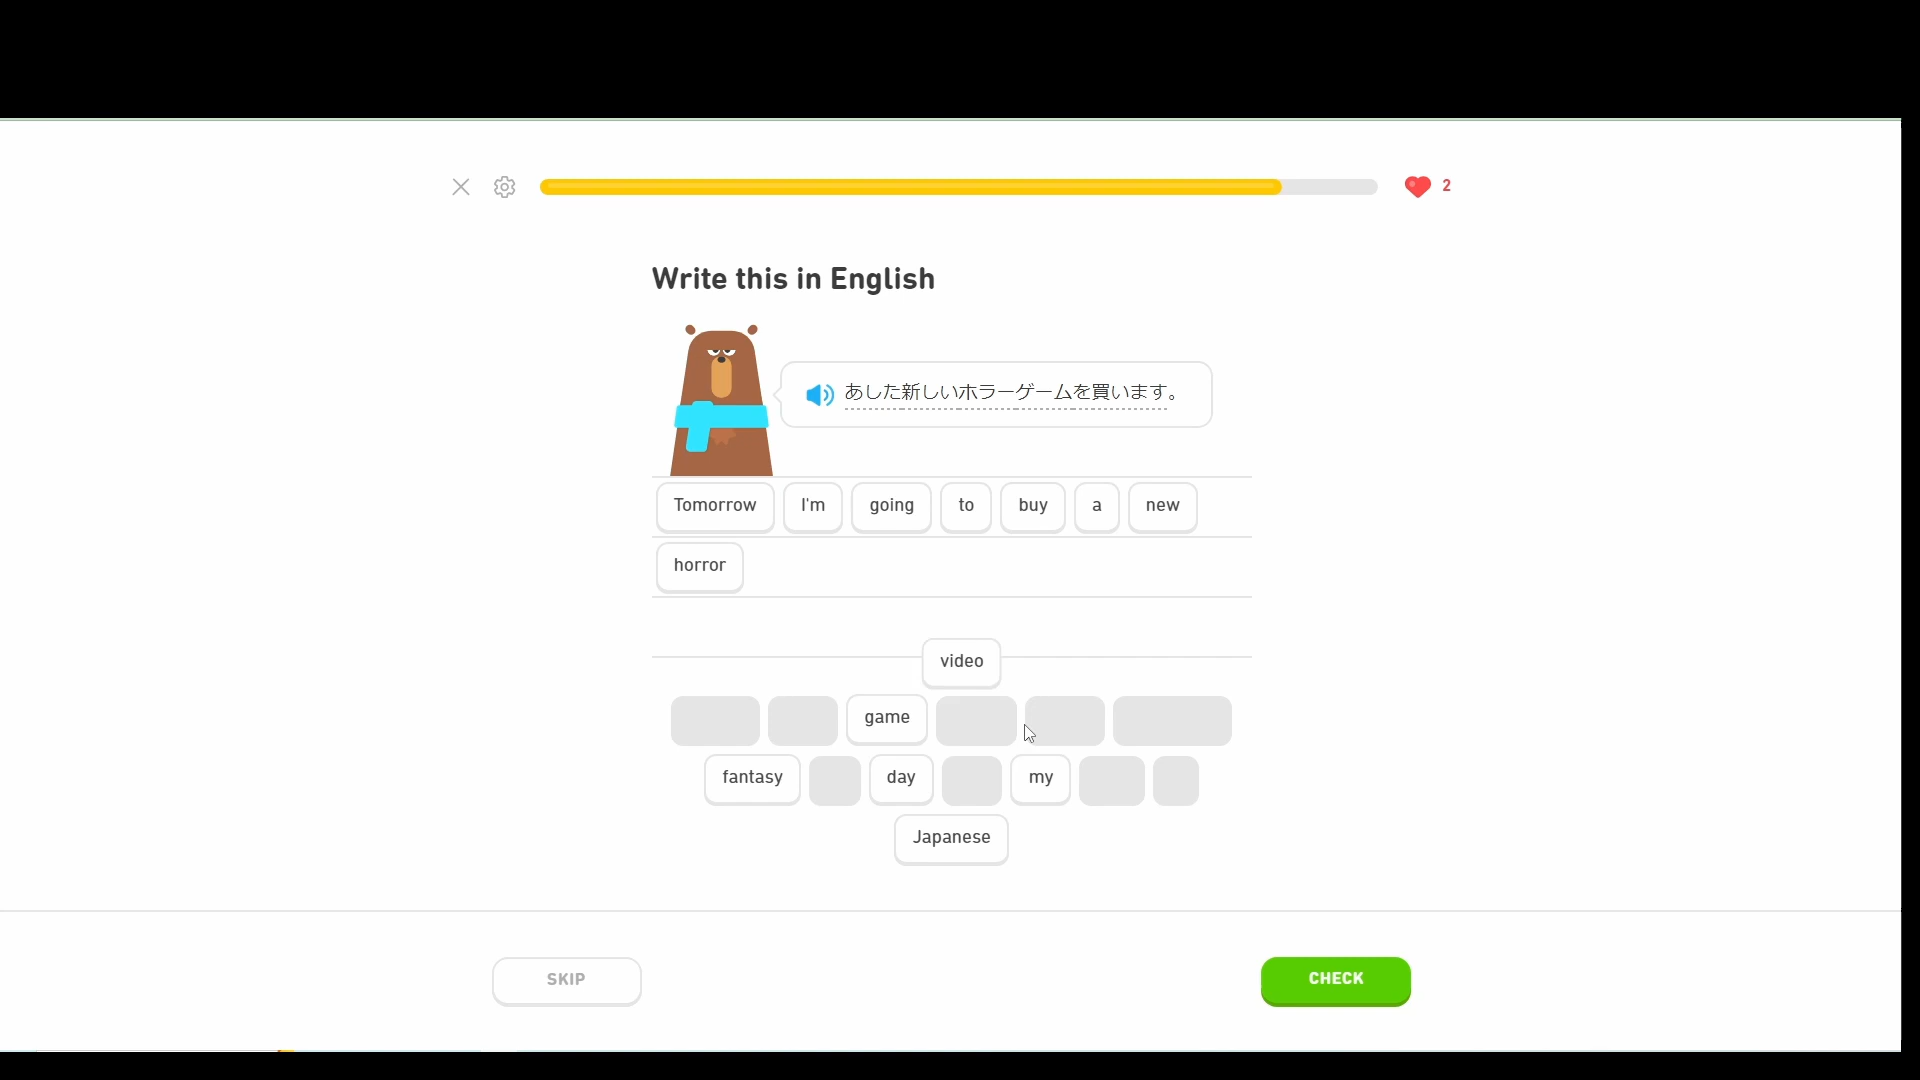 2
Write this in English
あした新しいホラーゲームを買います。
Tomorrow I'm going to buy a new
horror
video
game
fantasy day my
Japanese
SKIP CHECK